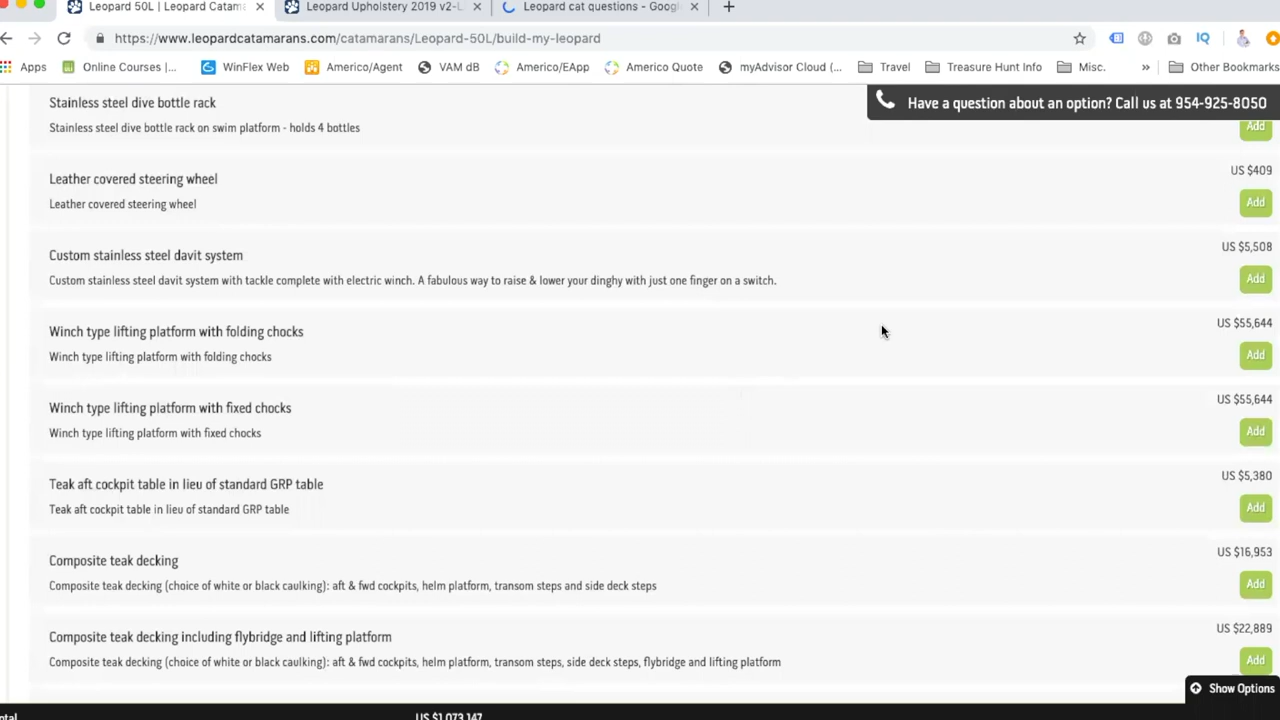 Leopard 50L | Leopard Catam
Leopard Upholstery 2019 v2-L
Leopard cat questions - Google
https://www.leopardcatamarans.com/catamarans/Leopard-50L/build-my-leopard
IQ
Apps
Online Courses |...
WinFlex Web
Americo/Agent
VAM dB
Americo/EApp
Americo Quote
myAdvisor Cloud (...
Travel
Treasure Hunt Info
Misc.
»
Other Bookmarks
Stainless steel dive bottle rack
Have a question about an option? Call us at 954-925-8050
Stainless steel dive bottle rack on swim platform - holds 4 bottles
Add
Leather covered steering wheel
US $409
Leather covered steering wheel
Add
Custom stainless steel davit system
US $5,508
Custom stainless steel davit system with tackle complete with electric winch. A fabulous way to raise & lower your dinghy with just one finger on a switch.
Add
Winch type lifting platform with folding chocks
US $55,644
Winch type lifting platform with folding chocks
Add
Winch type lifting platform with fixed chocks
US $55,644
Winch type lifting platform with fixed chocks
Add
Teak aft cockpit table in lieu of standard GRP table
US $5,380
Teak aft cockpit table in lieu of standard GRP table
Add
Composite teak decking
US $16,953
Composite teak decking (choice of white or black caulking): aft & fwd cockpits, helm platform, transom steps and side deck steps
Add
Composite teak decking including flybridge and lifting platform
US $22,889
Composite teak decking (choice of white or black caulking): aft & fwd cockpits, helm platform, transom steps, side deck steps, flybridge and lifting platform
Add
Show Options
otal
US $1,073,147